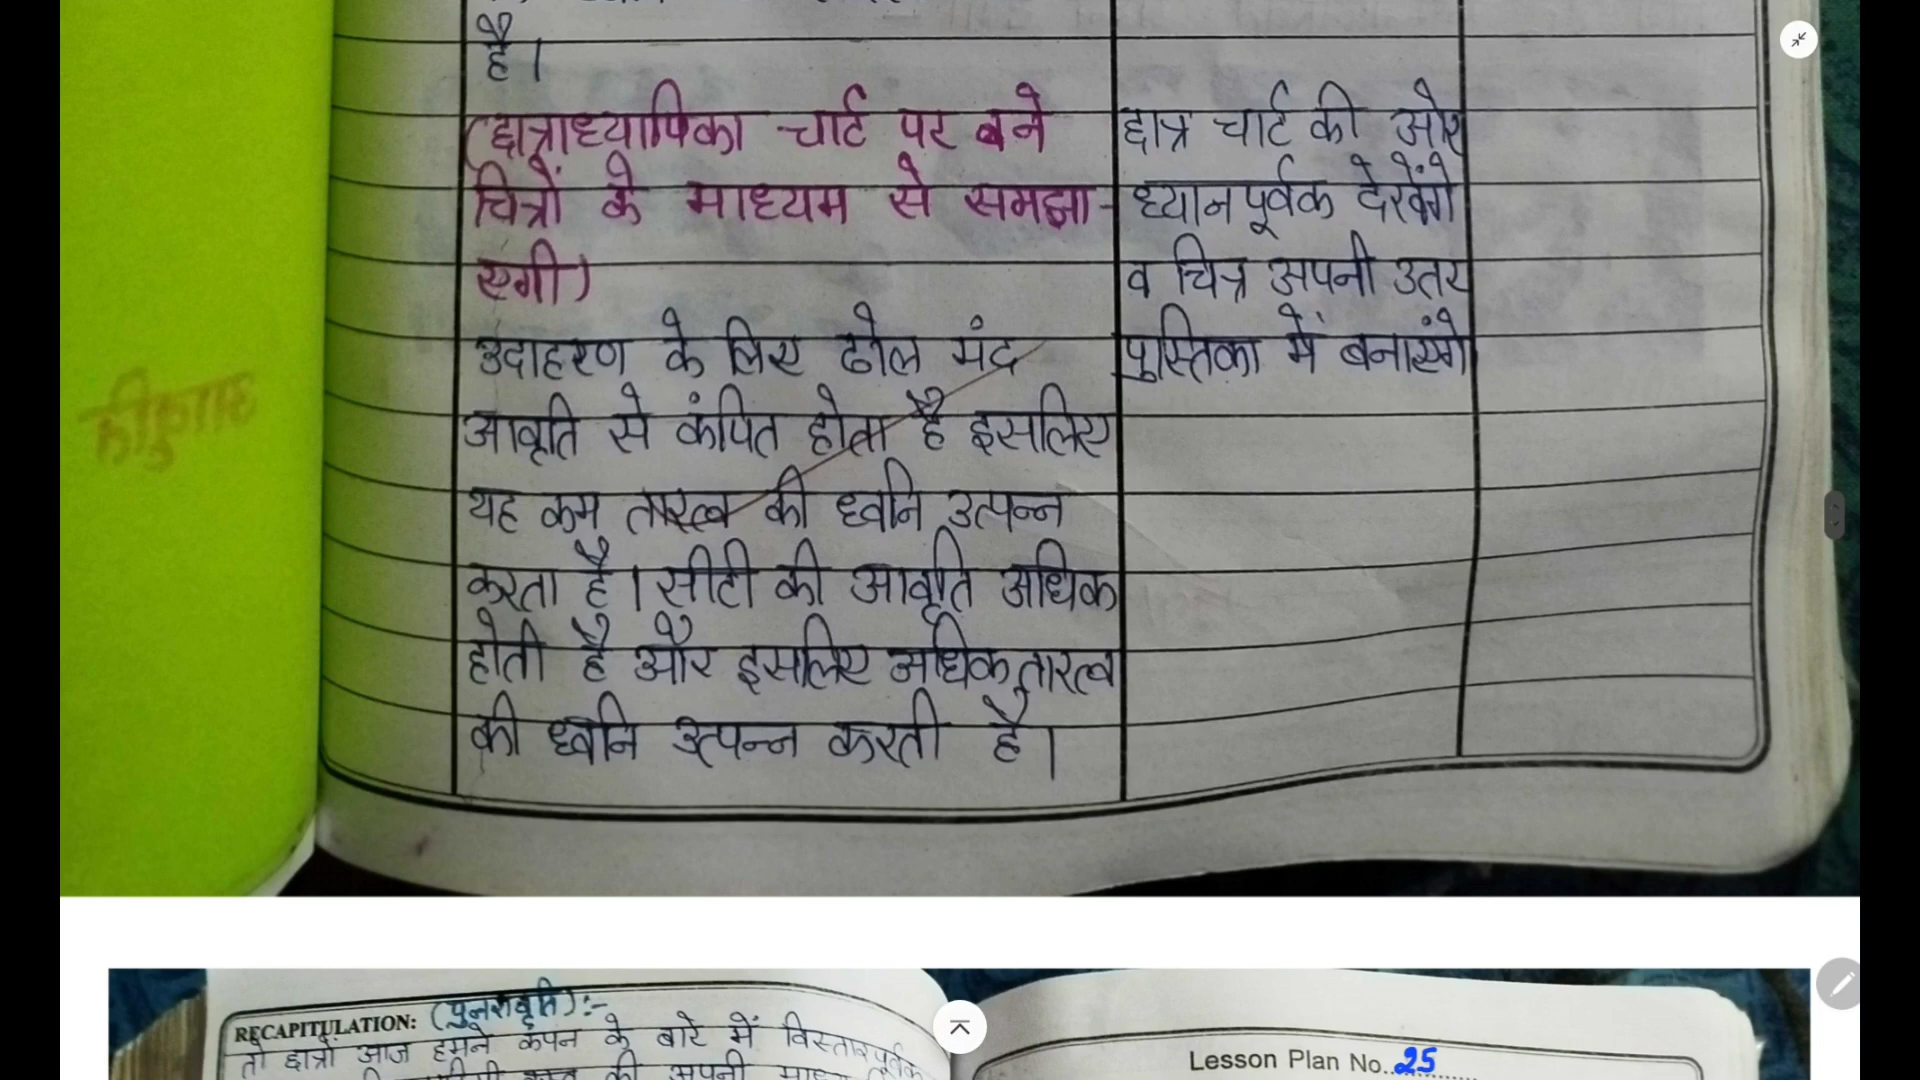 है।
(छात्राध्यापिका चार्ट पर बने
चित्रों के माध्यम से समझा-
एगी)
उदाहरण के लिए ढोल मंद
आवृति से कंपित होता है इसलिए
यह कम तारत्व की ध्वनि उत्पन्न
करता है। सीटी की आवृति अधिक
होती है और इसलिए अधिक तारत्व
की ध्वनि उत्पन्न करती है।
छात्र चार्ट की ओर
ध्यानपूर्वक देखेंगे
व चित्र अपनी उतर
पुस्तिका में बनाएंगे
RECAPITULATION: (पुनरावृति):-
तो छात्रों आज हमने कंपन के बारे में विस्तारपूर्वक
की अपनी
Lesson Plan No...25